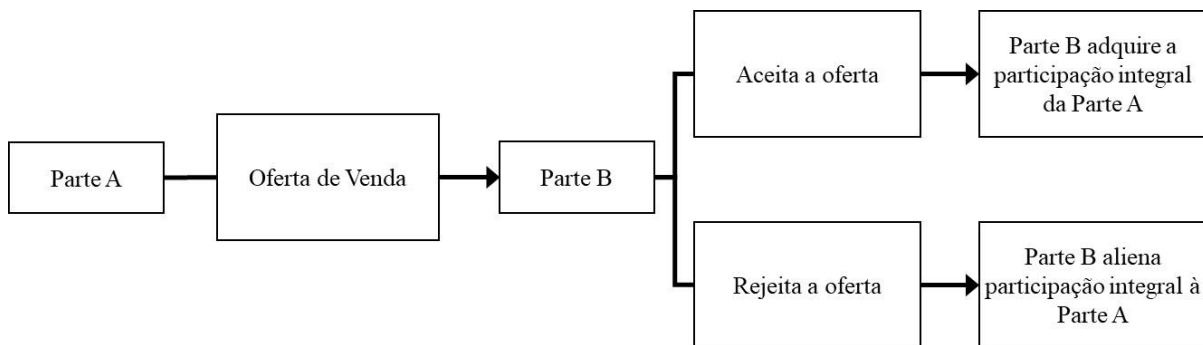 Parte A
Oferta de Venda
Parte B
Aceita a oferta
Parte B adquire a
participação integral
da Parte A
Rejeita a oferta
Parte B aliena
participação integral à
Parte A